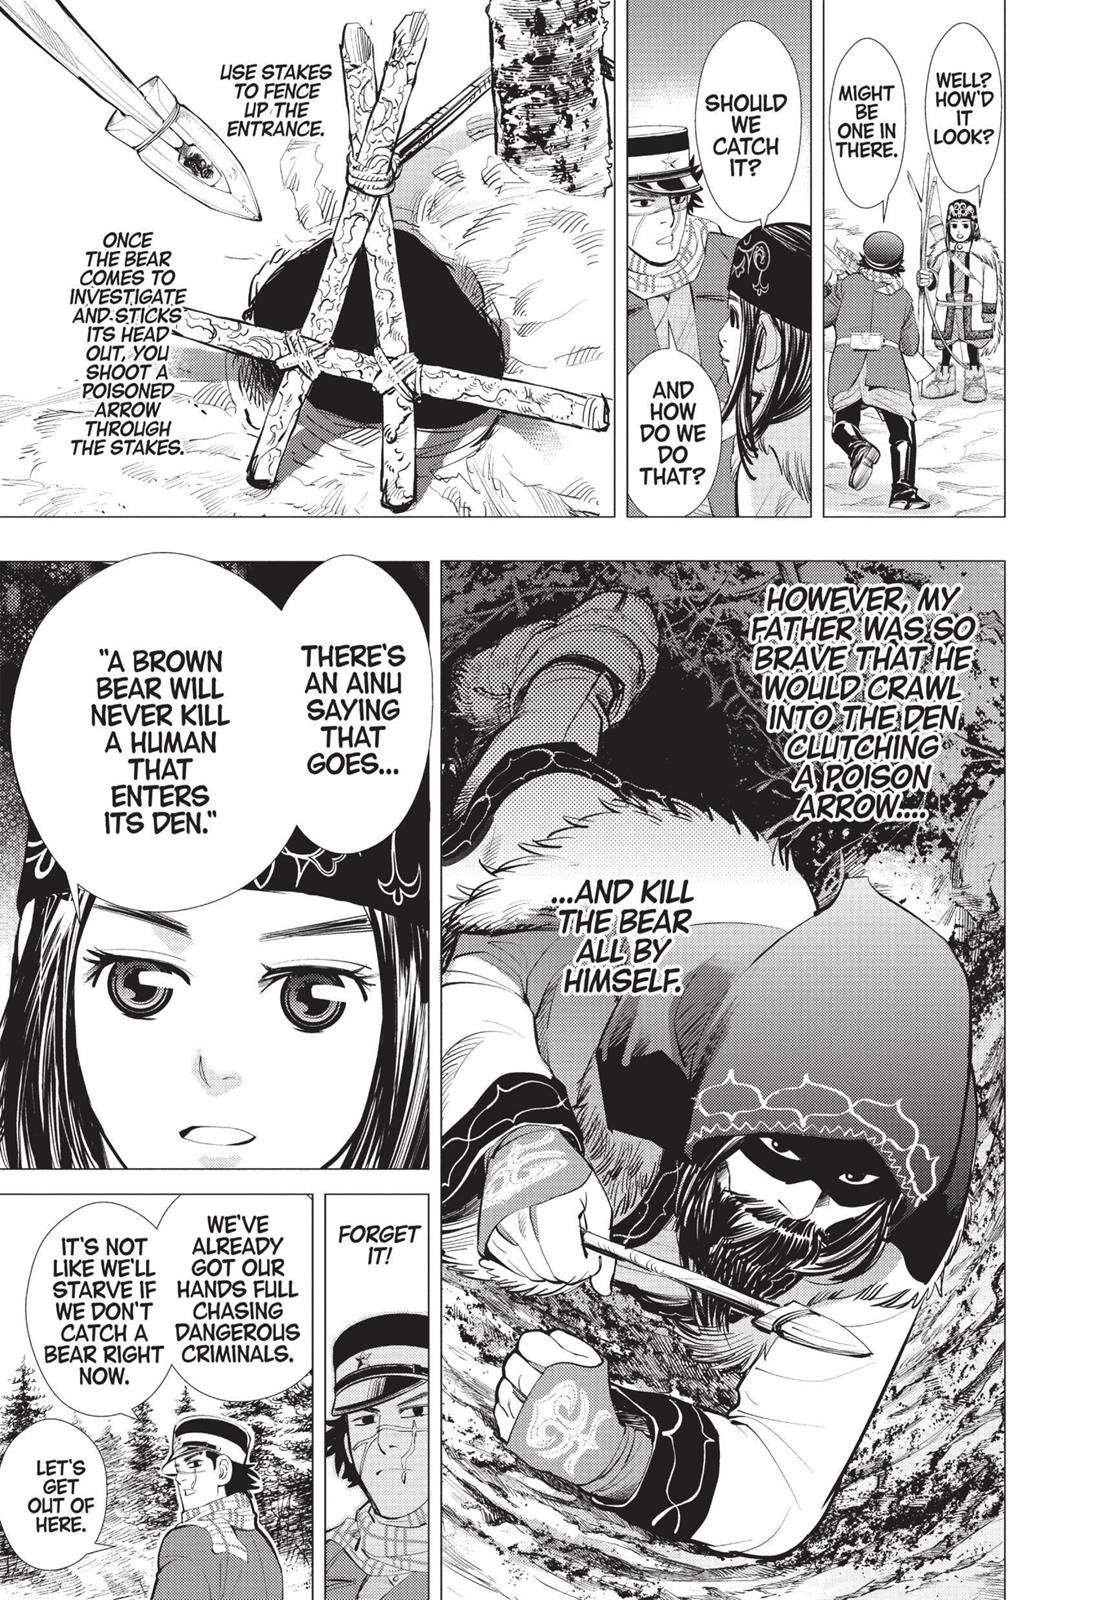 WELL?
HOW'D
IT
LOOK?
MIGHT
BE
ONE IN
THERE.
SHOULD
WE
CATCH
IT?
AND
HOW
DO WE
DO
THAT?
USE STAKES
TO FENCE
UP THE
ENTRANCE.
ONCE
THE BEAR
COMES TO
INVESTIGATE
AND STICKS
ITS HEAD
OUT, YOU
SHOOT A
POISONED
ARROW
THROUGH
THE STAKES.
HOWEVER, MY
FATHER WAS SO
BRAVE THAT HE
WOULD CRAWL
INTO THE DEN
CLUTCHING
A POISON
ARROW....
...AND KILL
THE BEAR
ALL BY
HIMSELF.
THERE'S
AN AINU
SAYING
THAT
GOES...
"A BROWN
BEAR WILL
NEVER KILL
A HUMAN
THAT
ENTERS
ITS DEN."
FORGET
IT!
WE'VE
ALREADY
GOT OUR
HANDS FULL
CHASING
DANGEROUS
CRIMINALS.
IT'S NOT
LIKE WE'LL
STARVE IF
WE DON'T
CATCH A
BEAR RIGHT
NOW.
LET'S
GET
OUT OF
HERE.